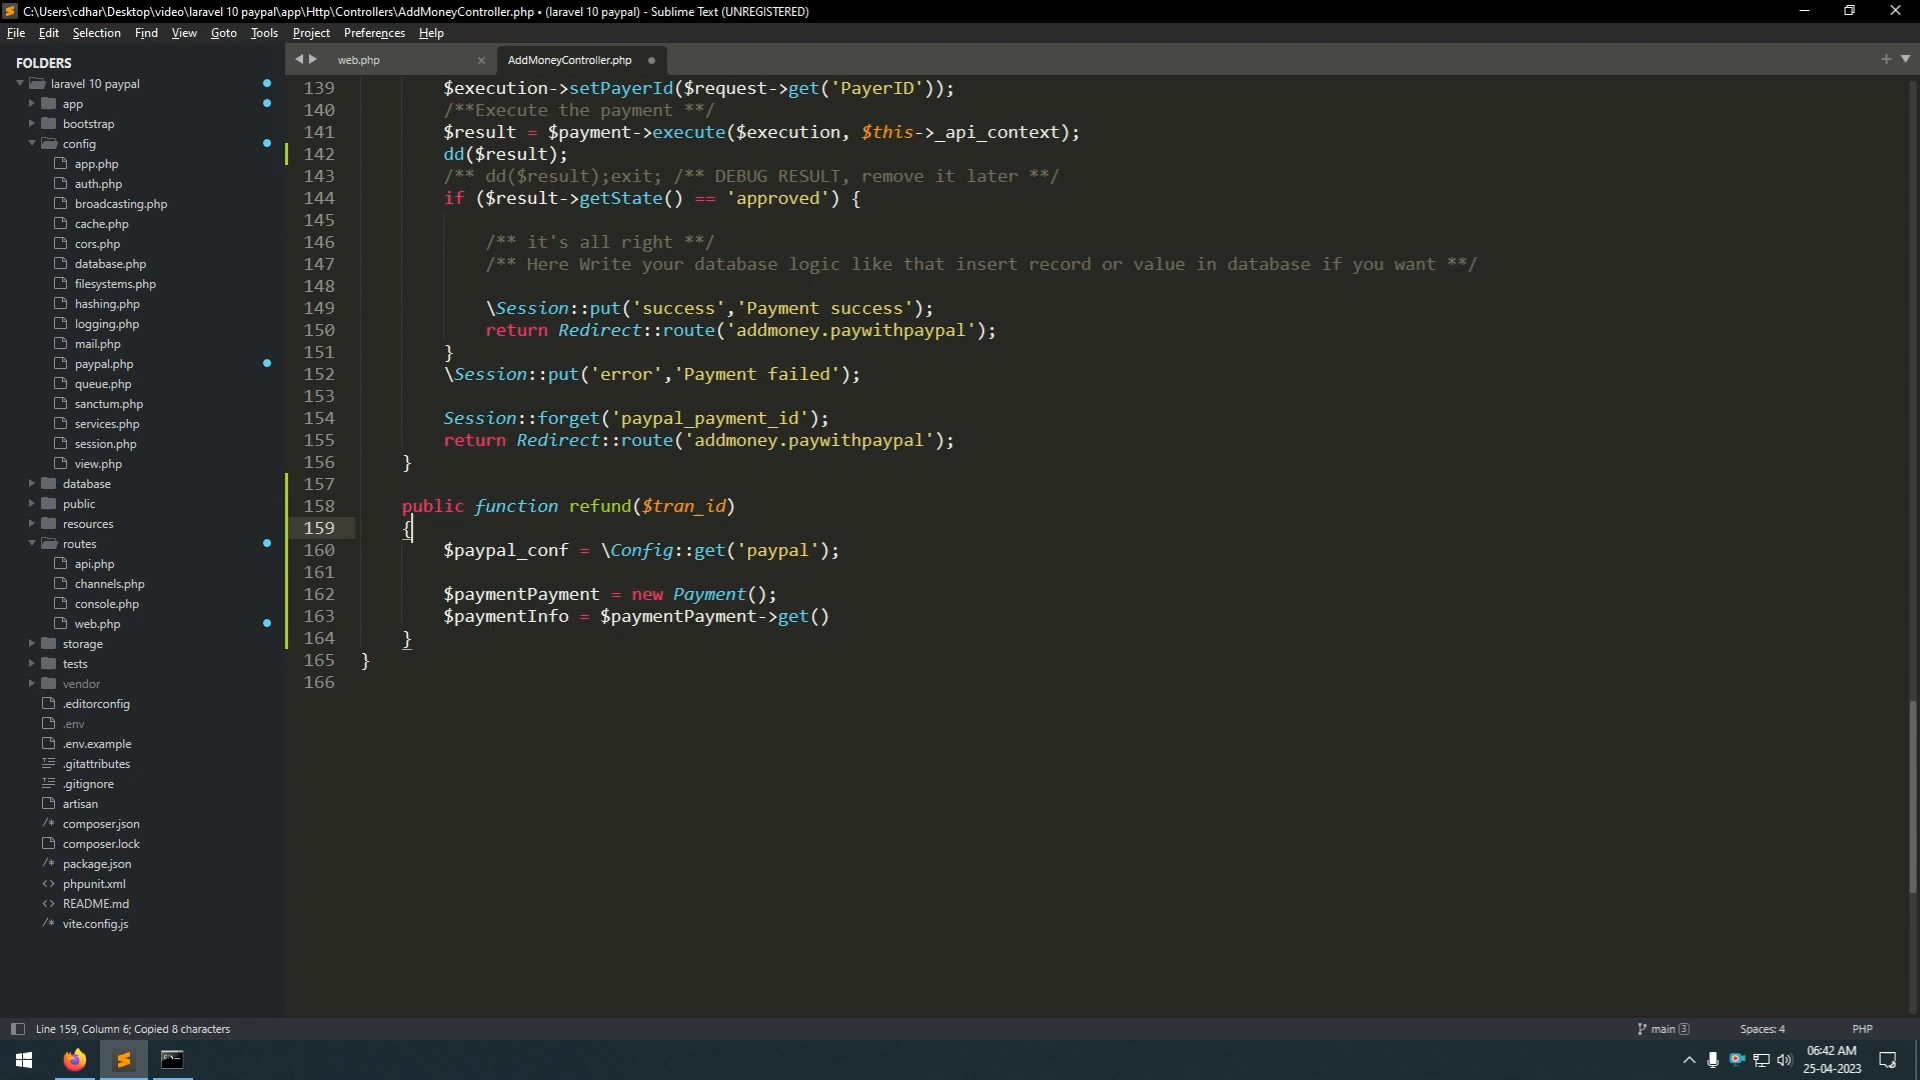 C:\Users\cdhar\Desktop\video\laravel 10 paypal\app\Http\Controllers\AddMoneyController.php • (laravel 10 paypal) - Sublime Text (UNREGISTERED)
File Edit Selection Find View Goto Tools Project Preferences Help
FOLDERS
laravel 10 paypal
app
bootstrap
config
app.php
auth.php
broadcasting.php
cache.php
cors.php
database.php
filesystems.php
hashing.php
logging.php
mail.php
paypal.php
queue.php
sanctum.php
services.php
session.php
view.php
database
public
resources
routes
api.php
channels.php
console.php
web.php
storage
tests
vendor
.editorconfig
.env
.env.example
.gitattributes
.gitignore
artisan
composer.json
composer.lock
package.json
phpunit.xml
README.md
vite.config.js
web.php AddMoneyController.php
139 $execution->setPayerId($request->get('PayerID'));
140 /**Execute the payment **/
141 $result = $payment->execute($execution, $this->_api_context);
142 dd($result);
143 /** dd($result);exit; /** DEBUG RESULT, remove it later **/
144 if ($result->getState() == 'approved') {
145
146 /** it's all right **/
147 /** Here Write your database logic like that insert record or value in database if you want **/
148
149 \Session::put('success','Payment success');
150 return Redirect::route('addmoney.paywithpaypal');
151 }
152 \Session::put('error','Payment failed');
153
154 Session::forget('paypal_payment_id');
155 return Redirect::route('addmoney.paywithpaypal');
156 }
157
158 public function refund($tran_id)
159 {
160 $paypal_conf = \Config::get('paypal');
161
162 $paymentPayment = new Payment();
163 $paymentInfo = $paymentPayment->get()
164 }
165 }
166
Line 159, Column 6; Copied 8 characters
main 3
Spaces: 4
PHP
06:42 AM
25-04-2023